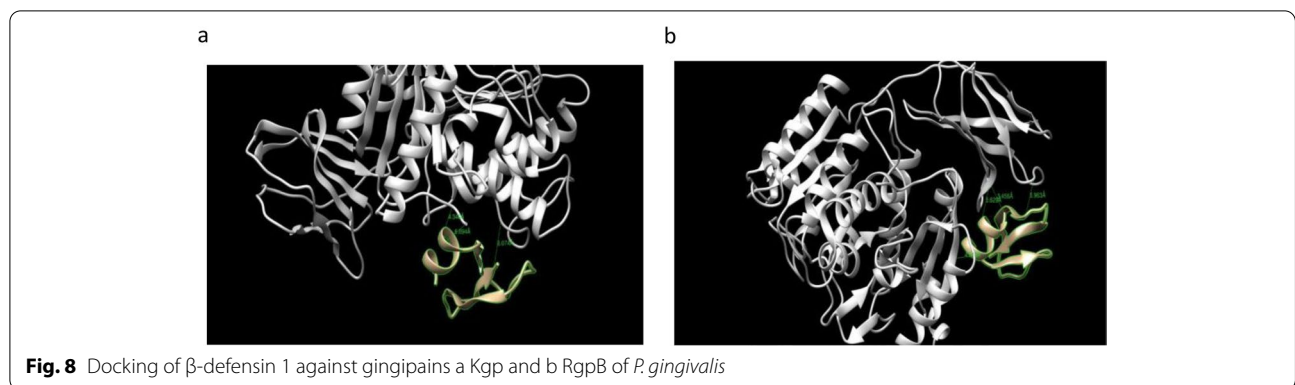 a
b
Fig. 8 Docking of β-defensin 1 against gingipains a Kgp and b RgpB of P. gingivalis